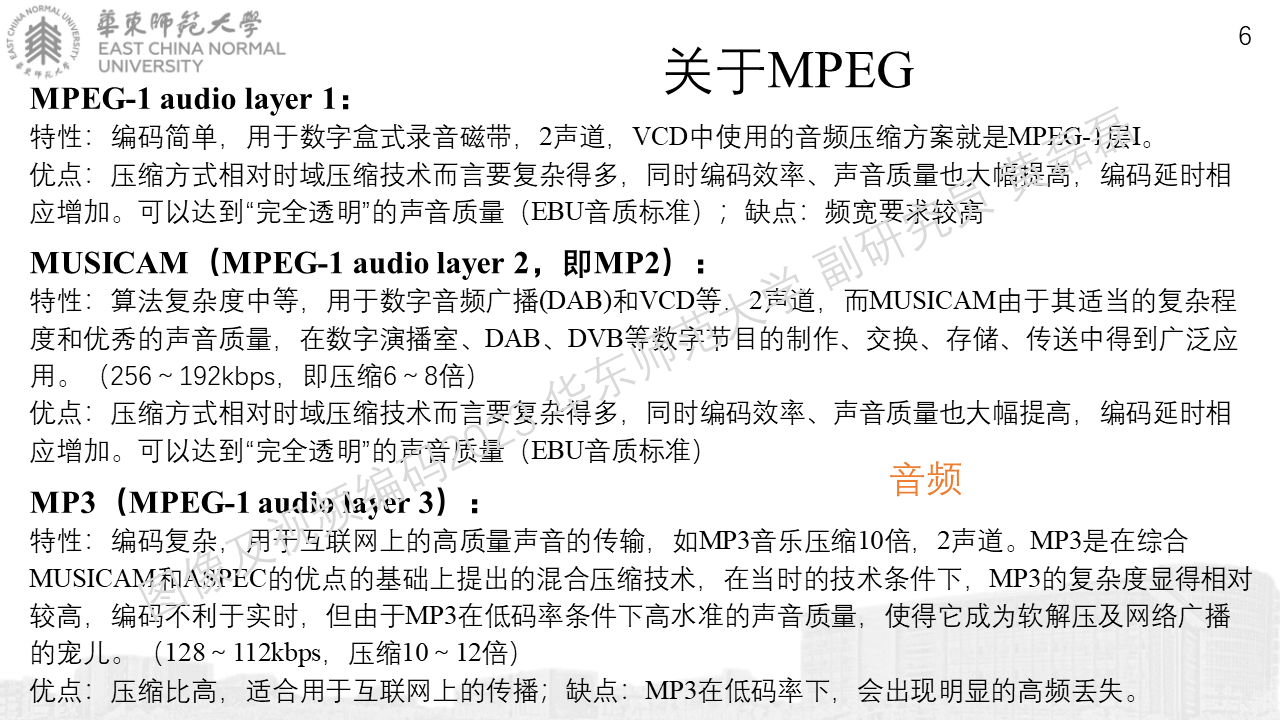 華東師範大學
EAST CHINA NORMAL
UNIVERSITY
EAST CHINA NORMAL UNIVERSITY
華東師範大學
6
关于MPEG
MPEG-1 audio layer 1：
特性：编码简单，用于数字盒式录音磁带，2声道，VCD中使用的音频压缩方案就是MPEG-1层I。
优点：压缩方式相对时域压缩技术而言要复杂得多，同时编码效率、声音质量也大幅提高，编码延时相
应增加。可以达到“完全透明”的声音质量（EBU音质标准）；缺点：频宽要求较高
MUSICAM（MPEG-1 audio layer 2，即MP2）：
特性：算法复杂度中等，用于数字音频广播(DAB)和VCD等，2声道，而MUSICAM由于其适当的复杂程
度和优秀的声音质量，在数字演播室、DAB、DVB等数字节目的制作、交换、存储、传送中得到广泛应
用。（256～192kbps，即压缩6～8倍）
优点：压缩方式相对时域压缩技术而言要复杂得多，同时编码效率、声音质量也大幅提高，编码延时相
应增加。可以达到“完全透明”的声音质量（EBU音质标准）
音频
MP3（MPEG-1 audio layer 3）：
特性：编码复杂，用于互联网上的高质量声音的传输，如MP3音乐压缩10倍，2声道。MP3是在综合
MUSICAM和ASPEC的优点的基础上提出的混合压缩技术，在当时的技术条件下，MP3的复杂度显得相对
较高，编码不利于实时，但由于MP3在低码率条件下高水准的声音质量，使得它成为软解压及网络广播
的宠儿。（128～112kbps，压缩10～12倍）
优点：压缩比高，适合用于互联网上的传播；缺点：MP3在低码率下，会出现明显的高频丢失。
图像及视频编码2023 华东师范大学 副研究员 黄磊磊